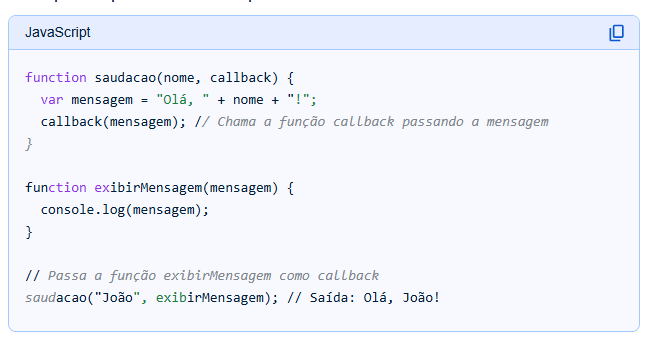 JavaScript
function saudacao(nome, callback) {
  var mensagem = "Olá, " + nome + "!";
  callback(mensagem); // Chama a função callback passando a mensagem
}
function exibirMensagem(mensagem) {
  console.log(mensagem);
}
// Passa a função exibirMensagem como callback
saudacao("João", exibirMensagem); // Saída: Olá, João!